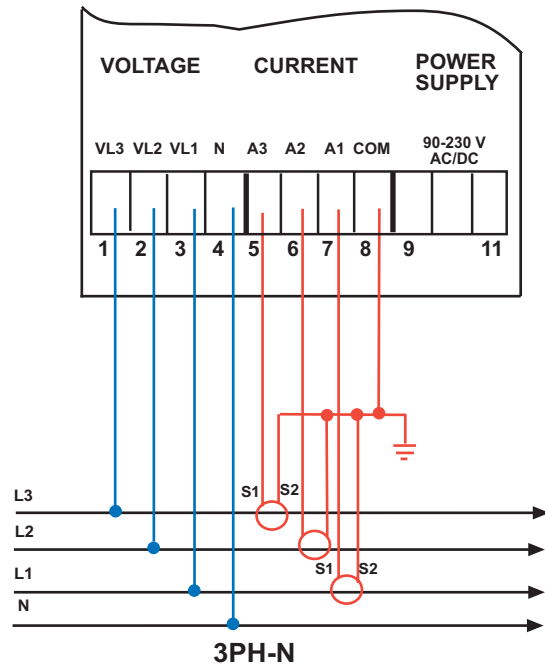 VOLTAGE CURRENT POWER
SUPPLY
VL3 VL2 VL1 N A3 A2 A1 COM 90-230 V
AC/DC
1 2 3 4 5 6 7 8 9 11
S1 S2
L3
L2
S1 S2
L1
N
3PH-N